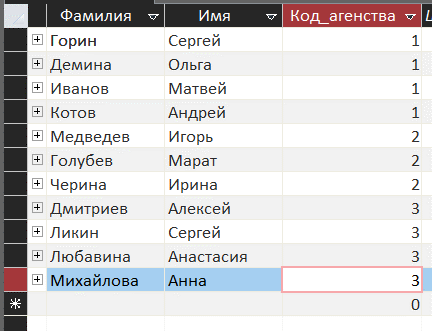 Фамилия Имя Код_агенства
Горин Сергей 1
Демина Ольга 1
Иванов Матвей 1
Котов Андрей 1
Медведев Игорь 2
Голубев Марат 2
Черина Ирина 2
Дмитриев Алексей 3
Ликин Сергей 3
Любавина Анастасия 3
Михайлова Анна 3
0